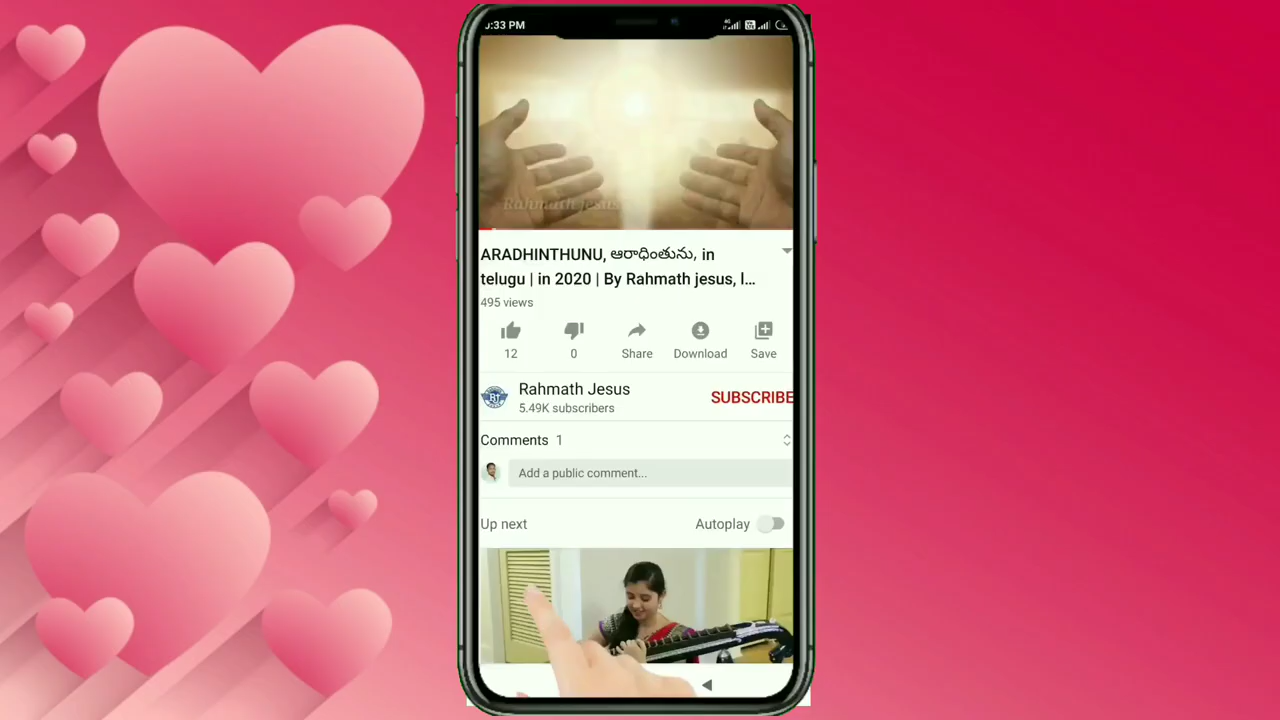 :33 PM
Rahmath jesus
ARADHINTHUNU, ఆరాధింతును, in
telugu | in 2020 | By Rahmath jesus, l...
495 views
12
0
Share
Download
Save
Rahmath Jesus
SUBSCRIBE
5.49K subscribers
Comments 1
Add a public comment...
Up next
Autoplay